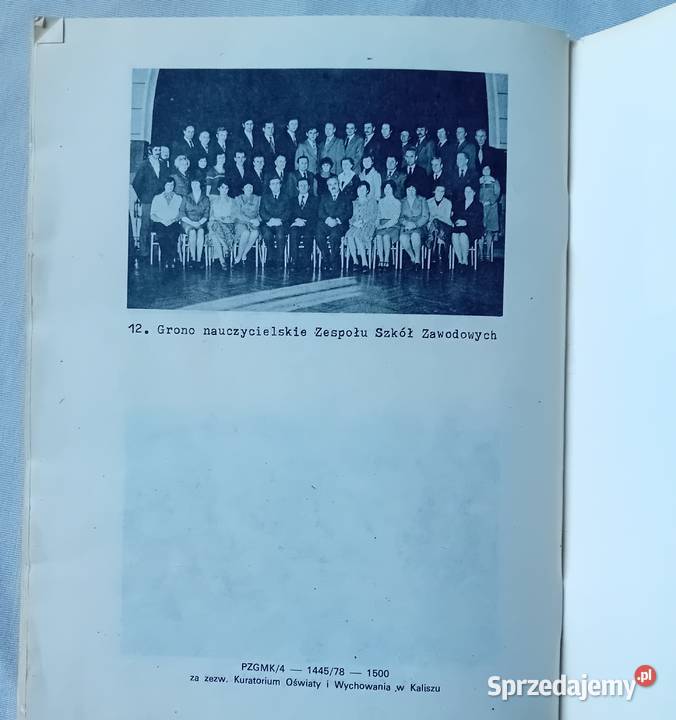 12. Grono nauczycielskie Zespołu Szkół Zawodowych
PZGMK/4 — 1445/78 — 1500
za zezw. Kuratorium Oświaty i Wychowania w Kaliszu
Sprzedajemy.pl